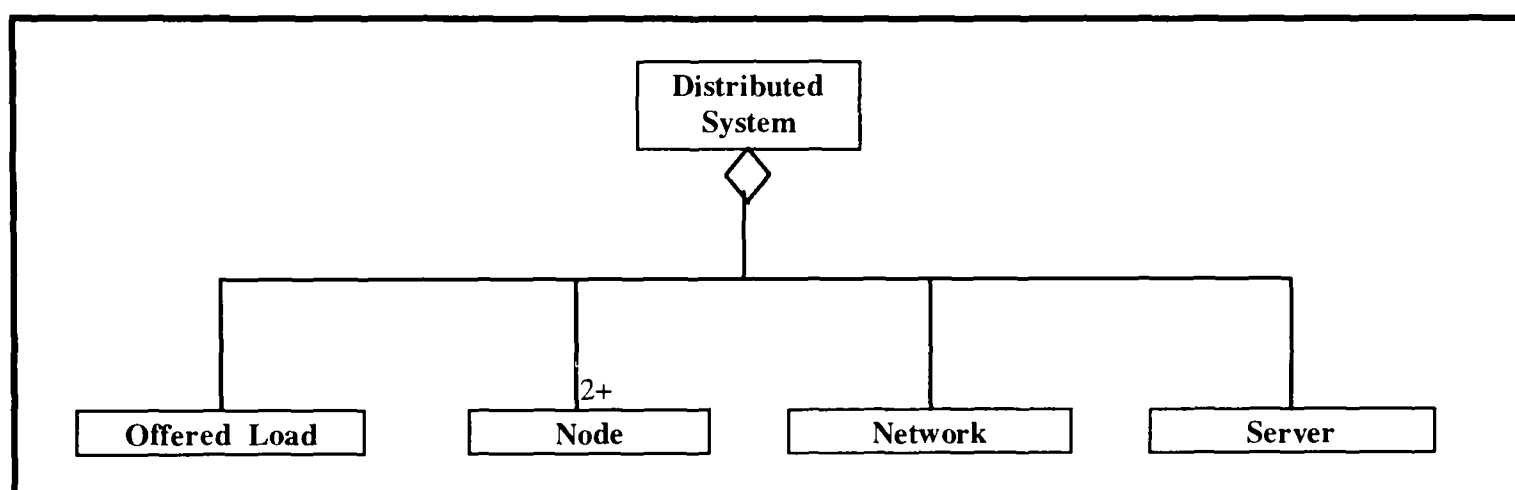 Distributed
System
2+
Offered Load
Node
Network
Server